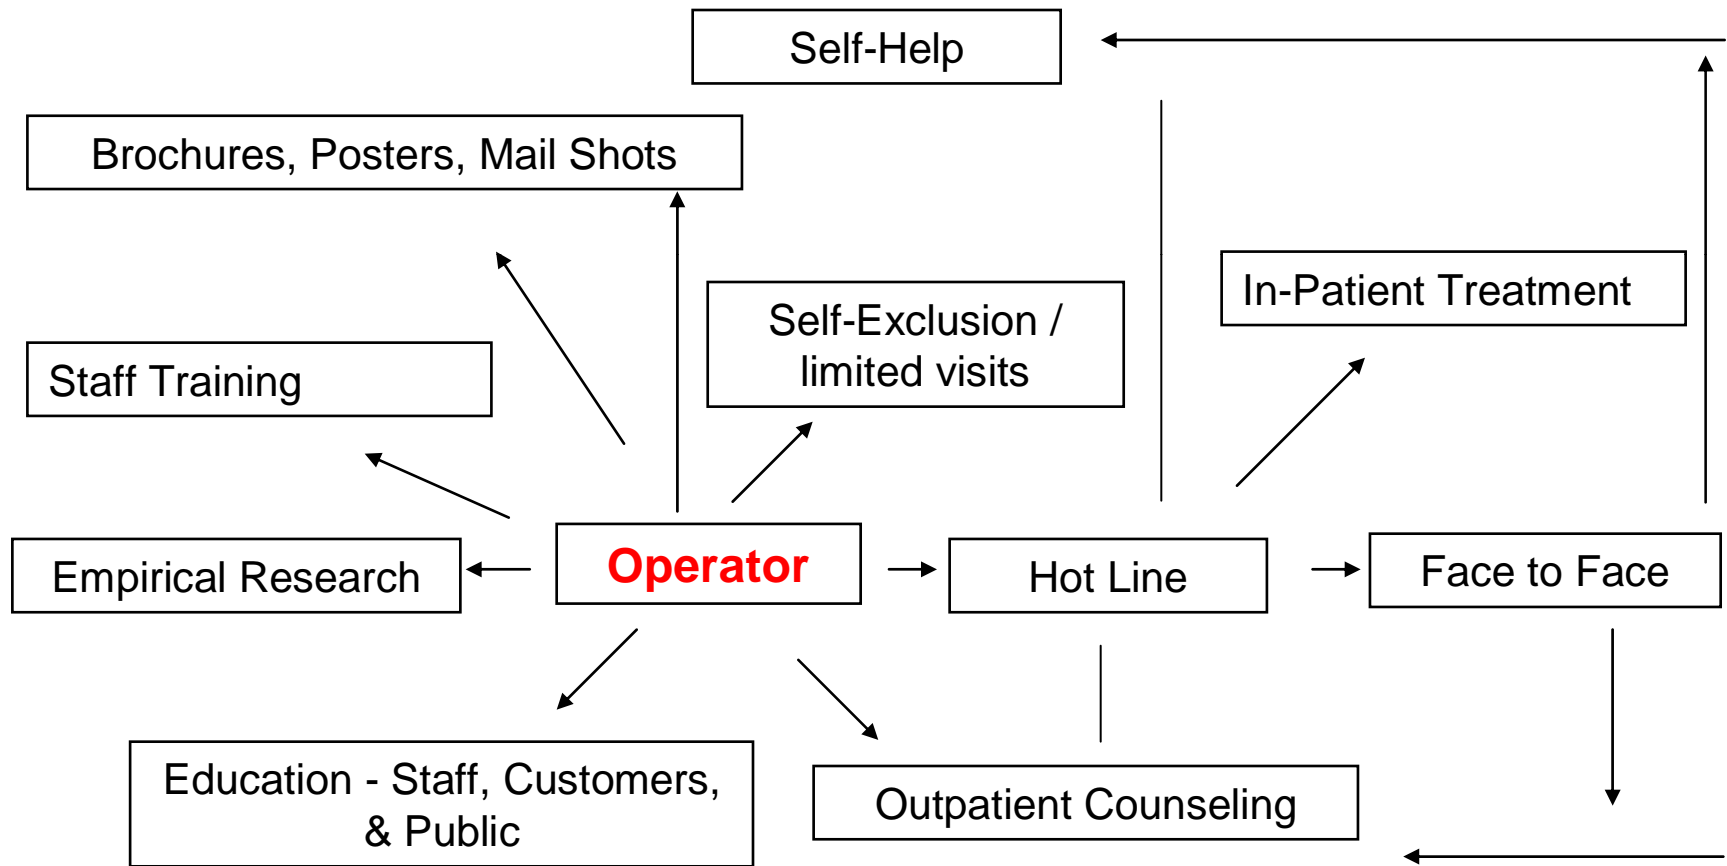 Self-Help
Brochures, Posters, Mail Shots
In-Patient Treatment
Self-Exclusion /
limited visits
Staff Training
Empirical Research
Operator
Hot Line
Face to Face
Education - Staff, Customers,
& Public
Outpatient Counseling